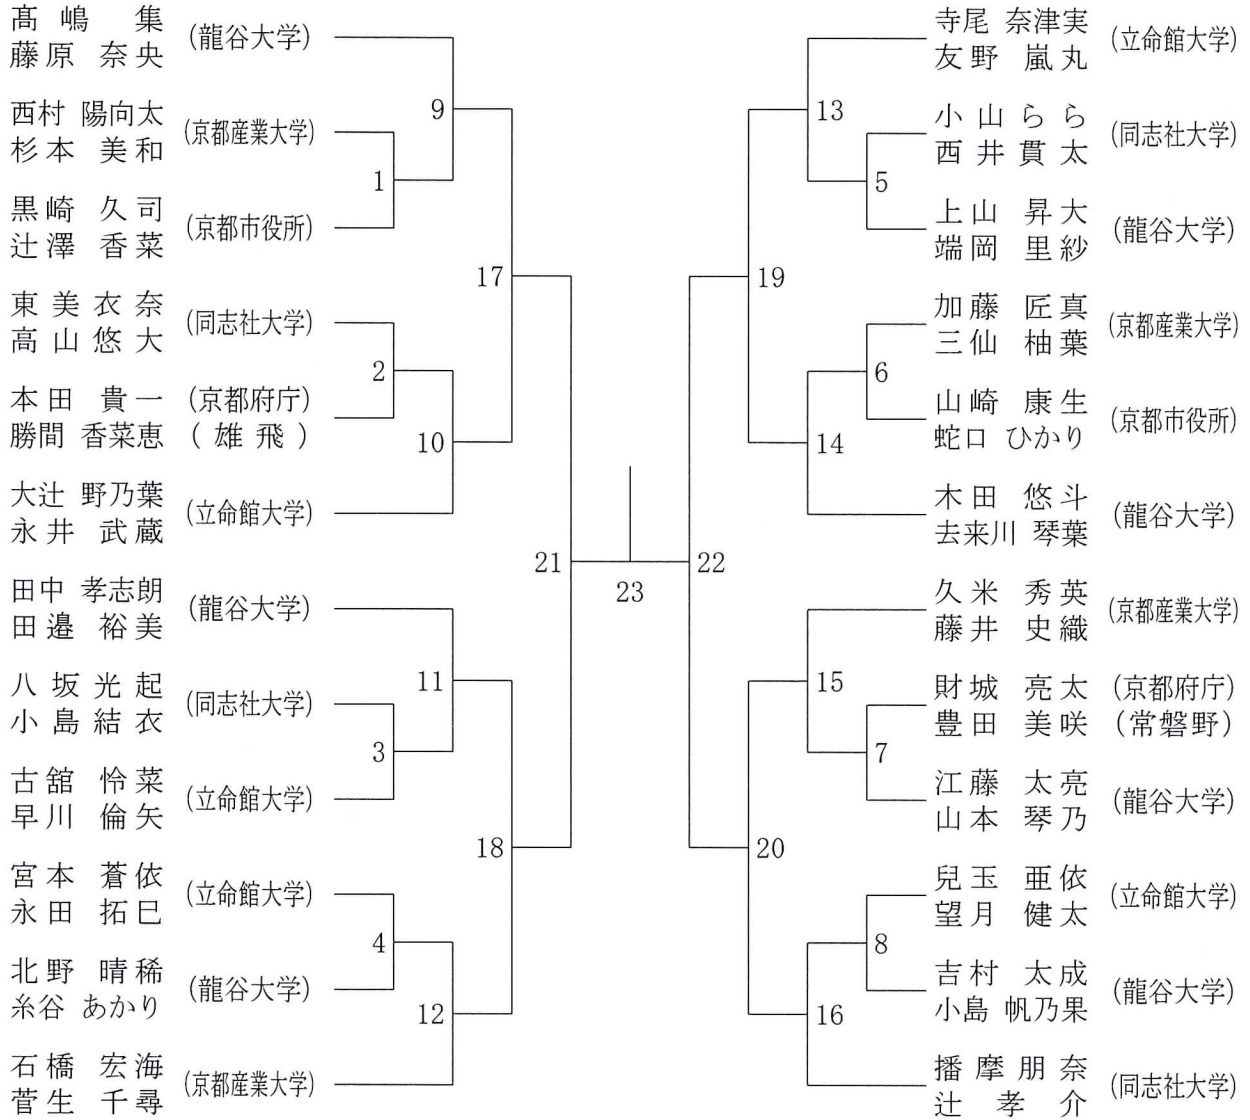 髙嶋 集
藤原 奈央
(龍谷大学)
西村 陽向太
杉本 美和
(京都産業大学)
黒崎 久司
辻澤 香菜
(京都市役所)
東 美衣奈
高山 悠大
(同志社大学)
本田 貴一 (京都府庁)
勝間 香菜恵 (雄飛)
大辻 野乃葉
永井 武蔵
(立命館大学)
田中 孝志朗
田邉 裕美
(龍谷大学)
八坂 光起
小島 結衣
(同志社大学)
古舘 怜菜
早川 倫矢
(立命館大学)
宮本 蒼依
永田 拓巳
(立命館大学)
北野 晴稀
糸谷 あかり
(龍谷大学)
石橋 宏海
菅生 千尋
(京都産業大学)
9
1
17
2
10
21
11
3
18
4
12
23
22
13
5
19
6
14
15
7
20
8
16
寺尾 奈津実
友野 嵐丸
(立命館大学)
小山 らら
西井 貫太
(同志社大学)
上山 昇大
端岡 里紗
(龍谷大学)
加藤 匠真
三仙 柚葉
(京都産業大学)
山崎 康生
蛇口 ひかり
(京都市役所)
木田 悠斗
去来川 琴葉
(龍谷大学)
久米 秀英
藤井 史織
(京都産業大学)
財城 亮太 (京都府庁)
豊田 美咲 (常磐野)
江藤 太亮
山本 琴乃
(龍谷大学)
兒玉 亜依
望月 健太
(立命館大学)
吉村 太成
小島 帆乃果
(龍谷大学)
播摩 朋奈
辻 孝介
(同志社大学)